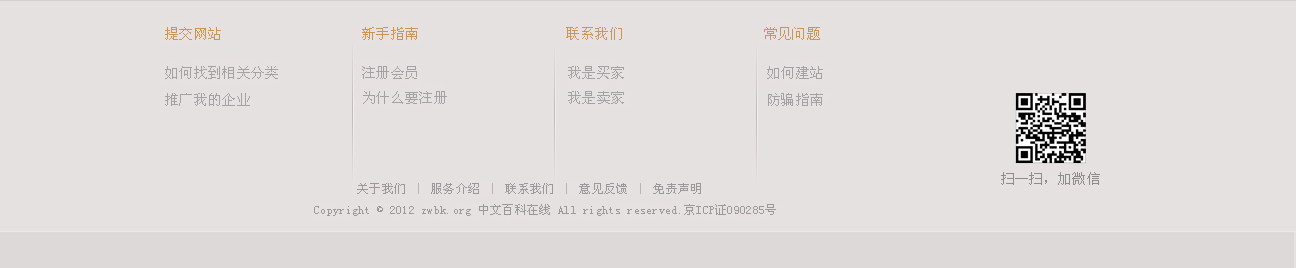 提交网站
如何找到相关分类
推广我的企业
新手指南
注册会员
为什么要注册
联系我们
我是买家
我是卖家
常见问题
如何建站
防骗指南
扫一扫，加微信
关于我们 | 服务介绍 | 联系我们 | 意见反馈 | 免责声明
Copyright © 2012 zwbk.org 中文百科在线 All rights reserved.京ICP证090285号